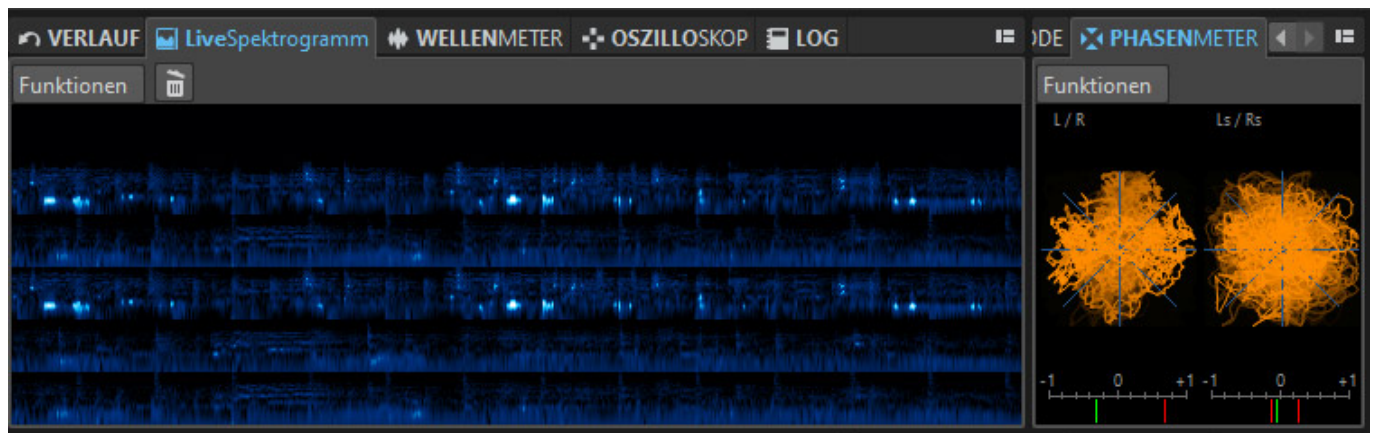 VERLAUF LiveSpektrogramm WELLENMETER OSZILLOSKOP LOG
ODE PHASENMETER
Funktionen
Funktionen
L / R Ls / Rs
-1 0 +1 -1 0 +1